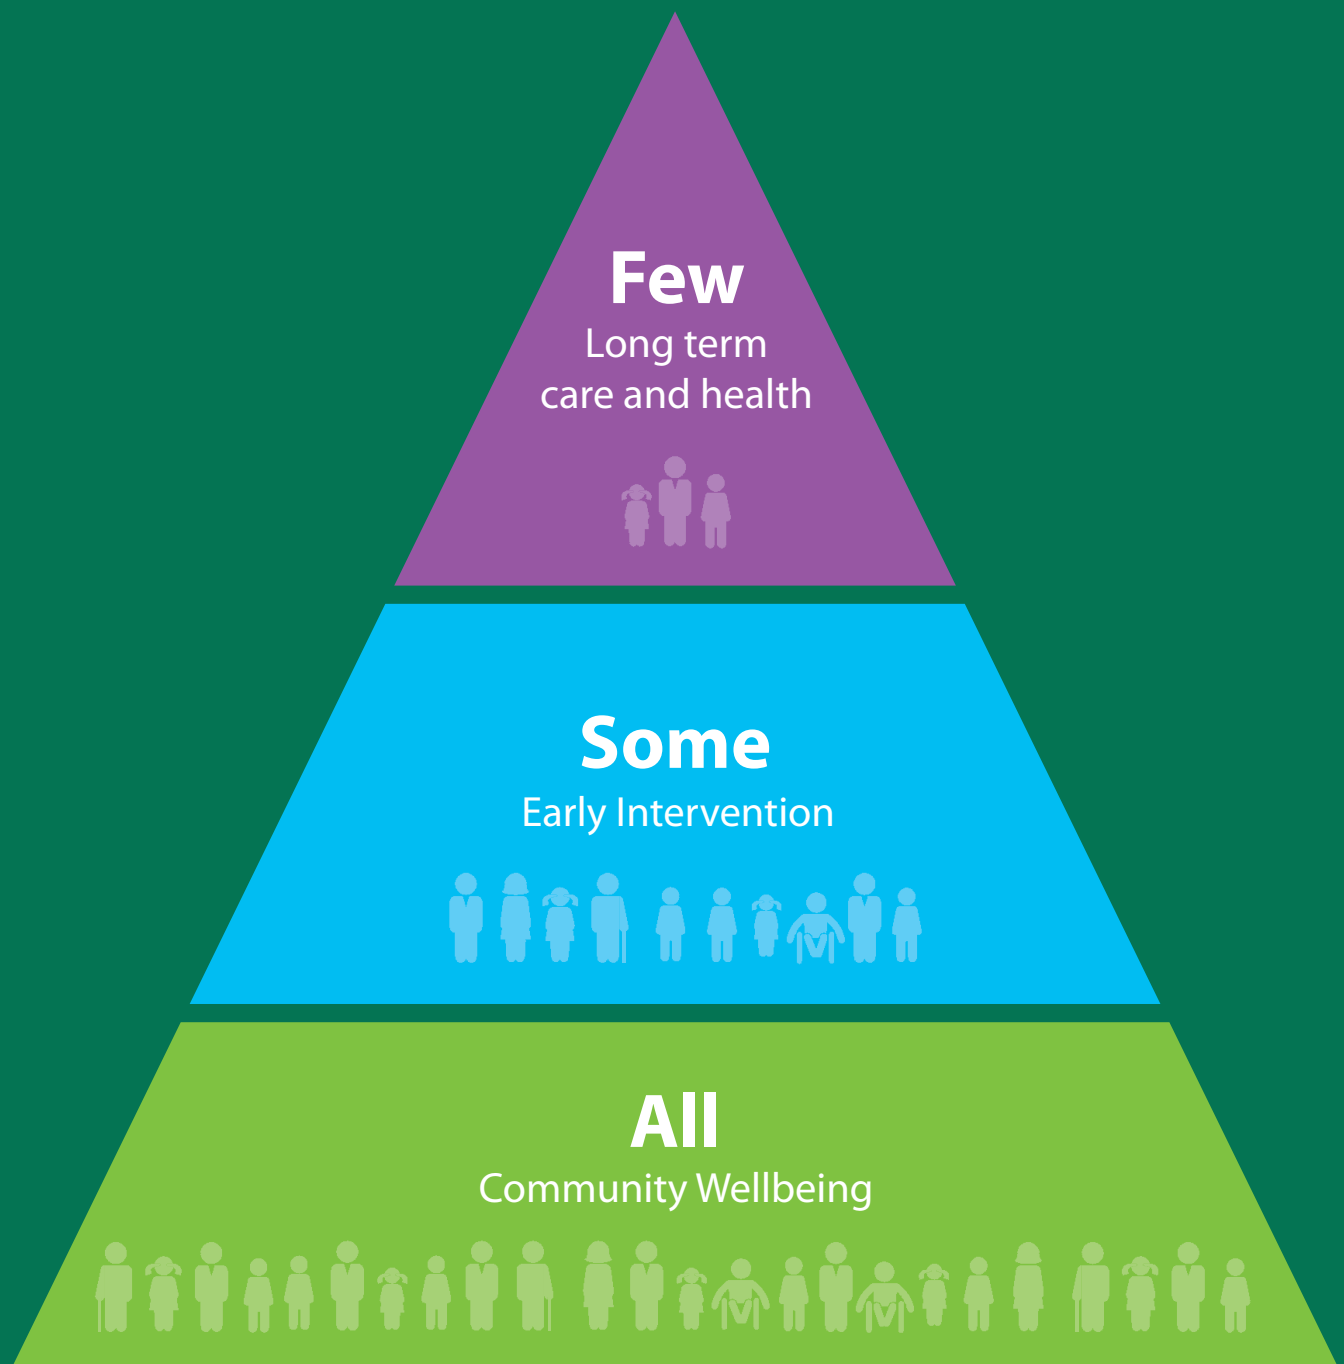 Few
Long term
care and health
Some
Early Intervention
All
Community Wellbeing